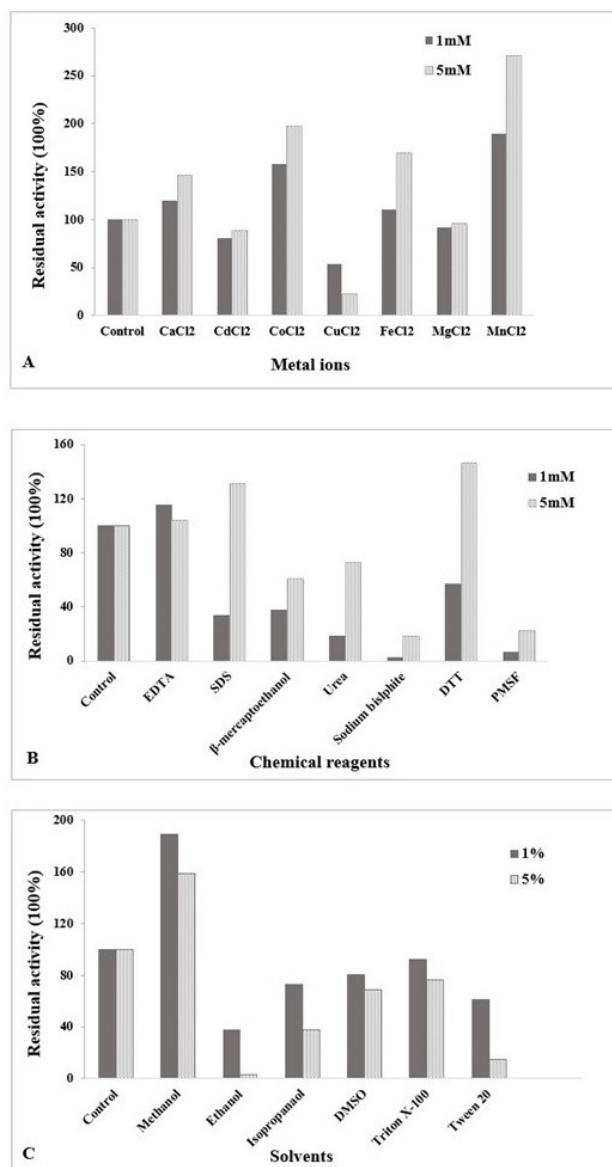 300
250
200
150
100
50
0
Residual activity (100%)
1mM
5mM
Control CaCl2 CdCl2 CoCl2 CuCl2 FeCl2 MgCl2 MnCl2
A
Metal ions
160
120
80
40
0
Residual activity (100%)
1mM
5mM
Control EDTA SDS β-mercaptoethanol Urea Sodium bislphite DTT PMSF
B
Chemical reagents
200
160
120
80
40
0
Residual activity (100%)
1%
5%
Control Methanol Ethanol Isopropanaol DMSO Triton X-100 Tween 20
C
Solvents